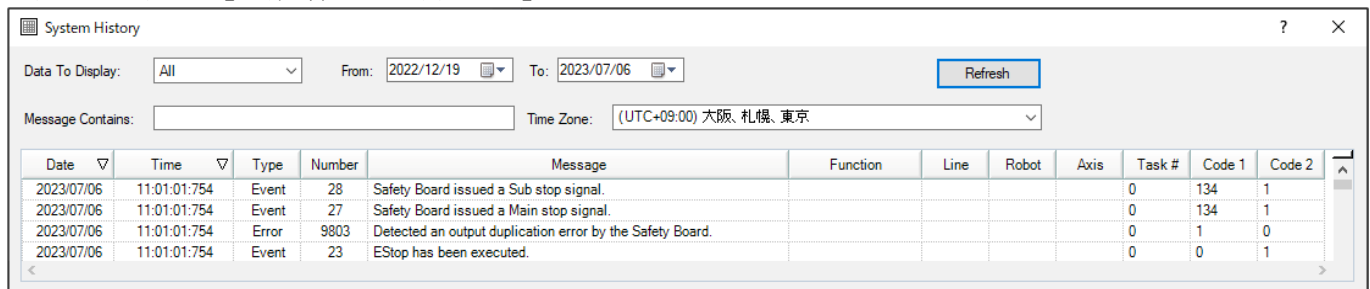 System History ? ×
Data To Display: All From: 2022/12/19 To: 2023/07/06 Refresh
Message Contains: Time Zone: (UTC+09:00) 大阪、札幌、東京
Date Time Type Number Message Function Line Robot Axis Task # Code 1 Code 2
2023/07/06 11:01:01:754 Event 28 Safety Board issued a Sub stop signal. 0 134 1
2023/07/06 11:01:01:754 Event 27 Safety Board issued a Main stop signal. 0 134 1
2023/07/06 11:01:01:754 Error 9803 Detected an output duplication error by the Safety Board. 0 1 0
2023/07/06 11:01:01:754 Event 23 EStop has been executed. 0 0 1